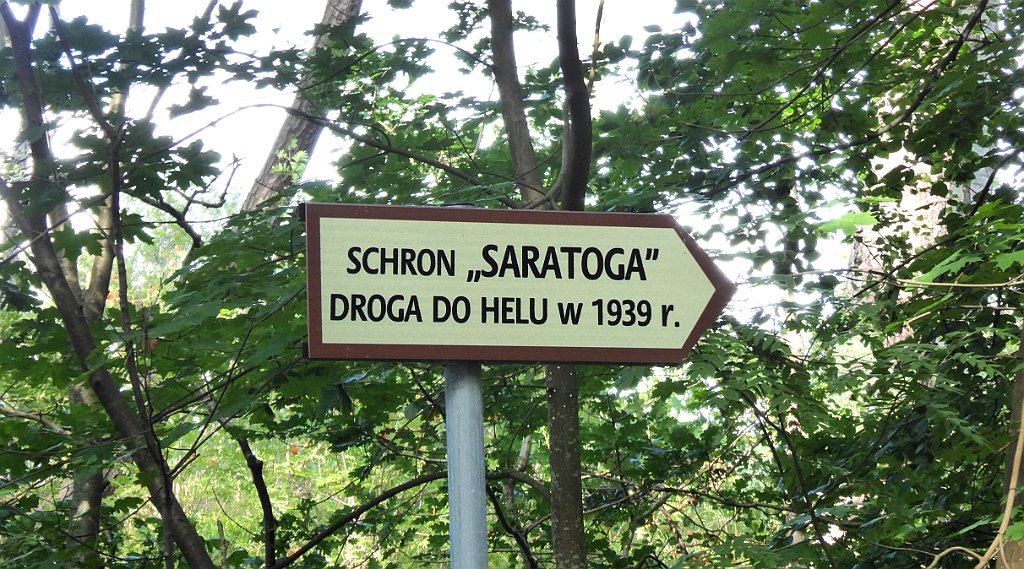 SCHRON „SARATOGA”
DROGA DO HELU w 1939 r.